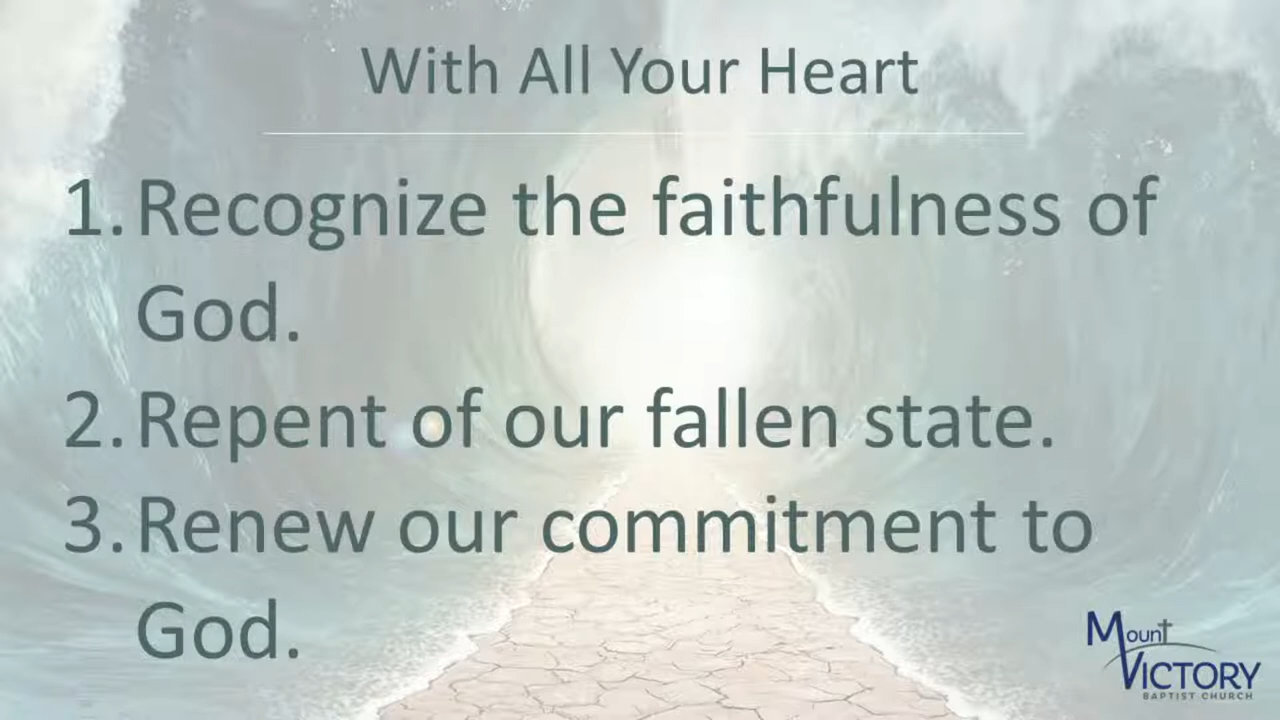 With All Your Heart
1. Recognize the faithfulness of
God.
2. Repent of our fallen state.
3. Renew our commitment to
God.
Mount
VICTORY
BAPTIST CHURCH